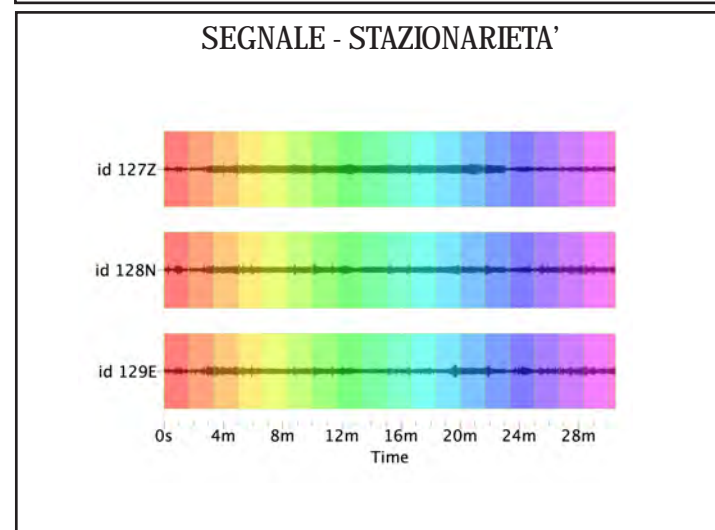 SEGNALE - STAZIONARIETA’
id 127Z
id 128N
id 129E
0s 4m 8m 12m 16m 20m 24m 28m
Time